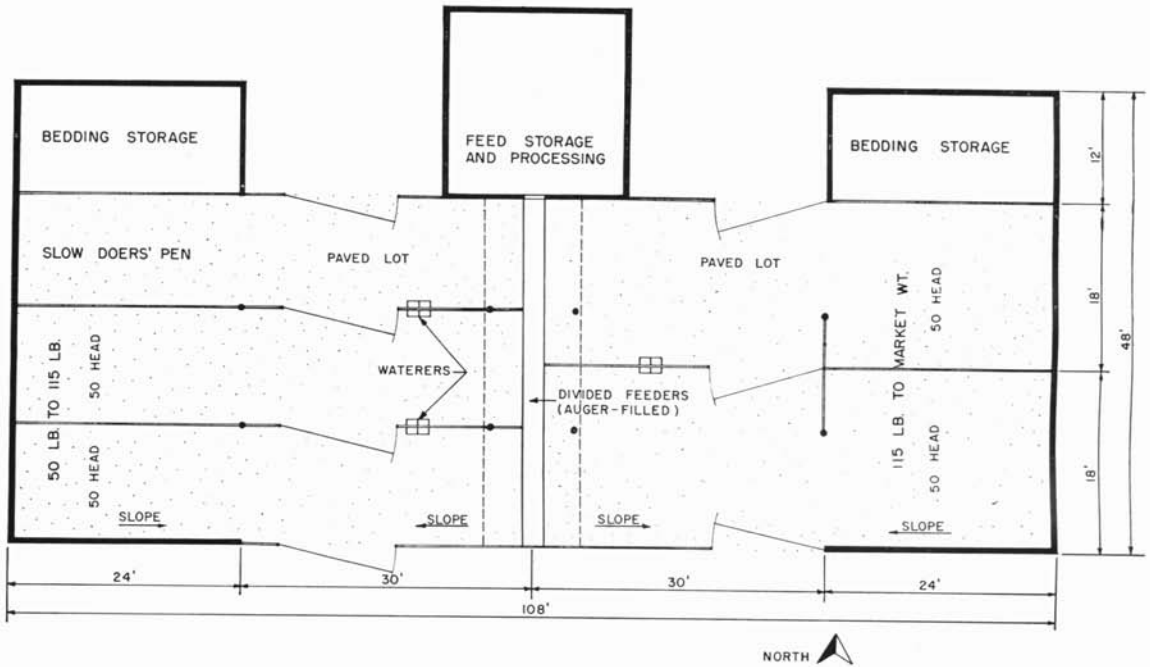 BEDDING STORAGE
FEED STORAGE
AND PROCESSING
BEDDING STORAGE
12'
SLOW DOERS' PEN
PAVED LOT
PAVED LOT
18'
48'
50 LB. TO 115 LB.
50 HEAD
50 HEAD
WATERERS
DIVIDED FEEDERS
(AUGER-FILLED)
115 LB. TO MARKET WT.
50 HEAD
50 HEAD
18'
SLOPE
SLOPE
SLOPE
SLOPE
24'
30'
30'
24'
108'
NORTH